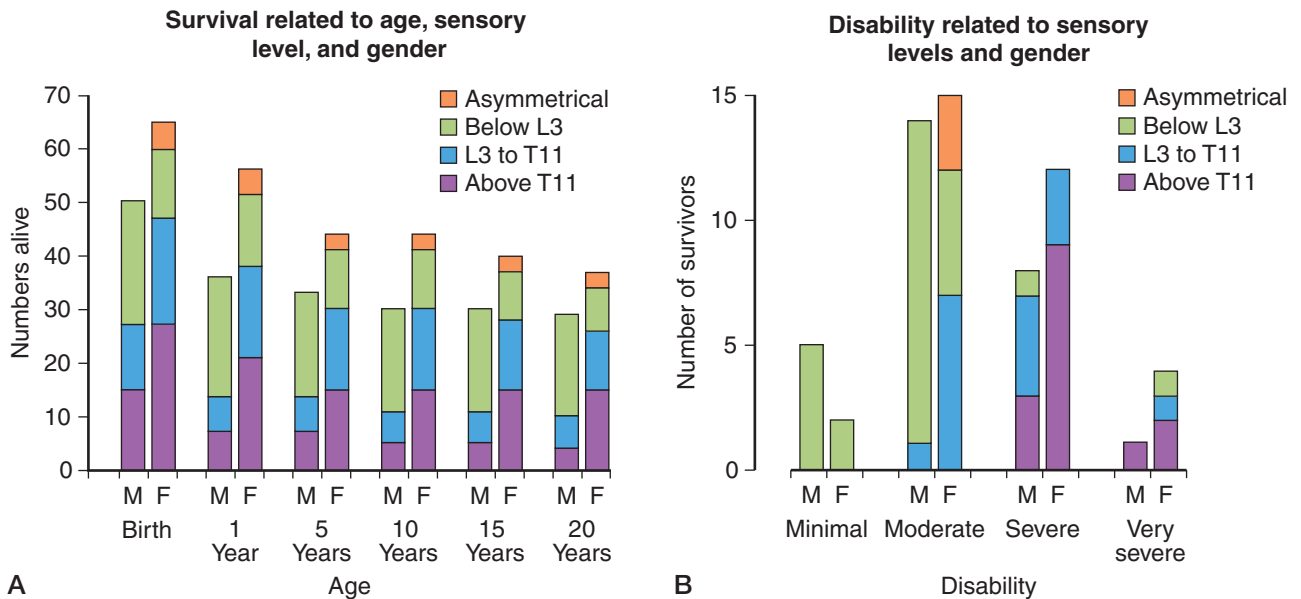 Survival related to age, sensory
level, and gender
Asymmetrical
Below L3
L3 to T11
Above T11
Numbers alive
70
60
50
40
30
20
10
0
M F M F M F M F M F M F
Birth 1 Year 5 Years 10 Years 15 Years 20 Years
Age
A
Disability related to sensory
levels and gender
Asymmetrical
Below L3
L3 to T11
Above T11
Number of survivors
15
10
5
0
M F M F M F M F
Minimal Moderate Severe Very severe
Disability
B